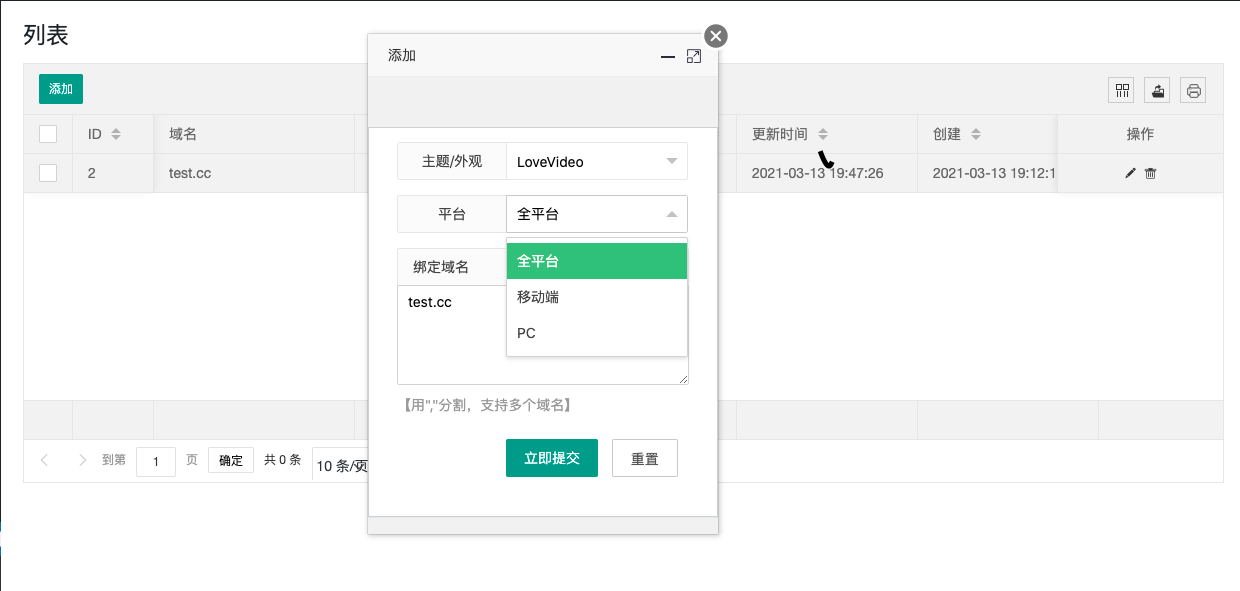 列表
添加
ID
域名
更新时间
创建
操作
2
test.cc
2021-03-13 19:47:26
2021-03-13 19:12:1
到第
1
页
确定
共 0 条
10 条/页
添加
主题/外观
LoveVideo
平台
全平台
全平台
移动端
PC
绑定域名
test.cc
【用","分割，支持多个域名】
立即提交
重置